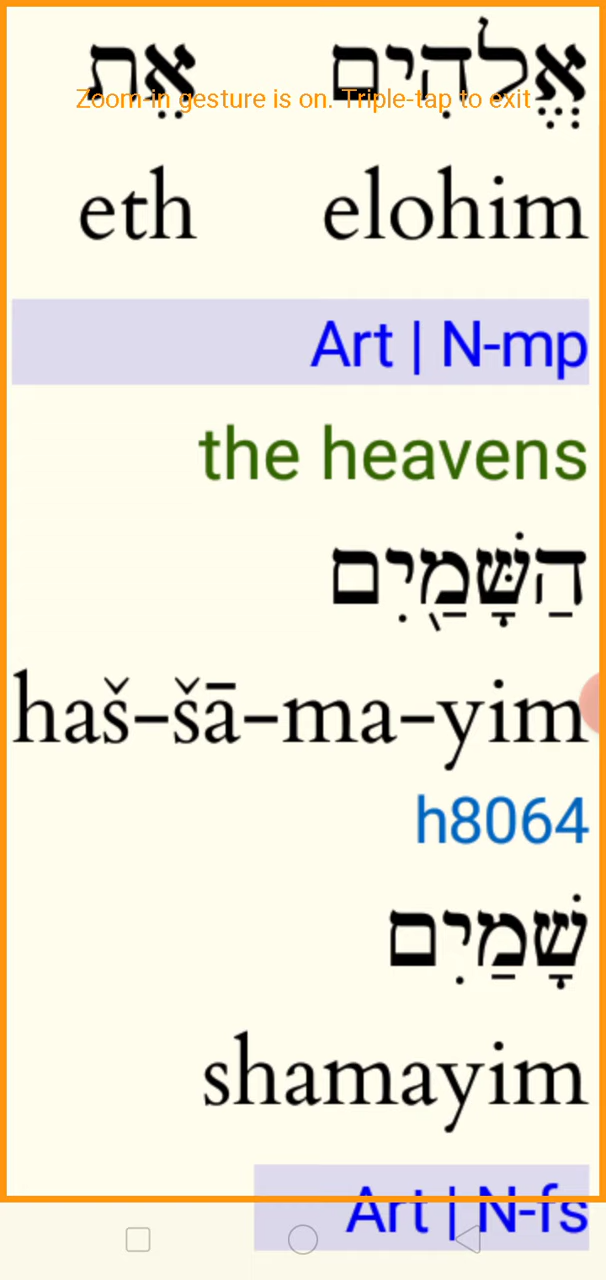 אֱלֹהִים אֵת
Zoom-in gesture is on. Triple-tap to exit
eth elohim
Art | N-mp
the heavens
הַשָּׁמַ֖יִם
haš-šā-ma-yim
h8064
שָׁמַיִם
shamayim
Art | N-fs